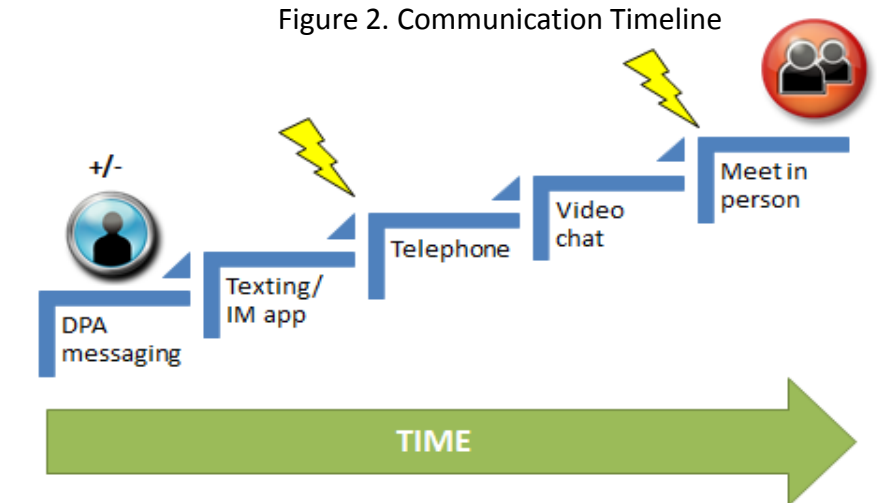 Figure 2. Communication Timeline
+/-
Meet in
person
Video
chat
Telephone
Texting/
IM app
DPA
messaging
TIME